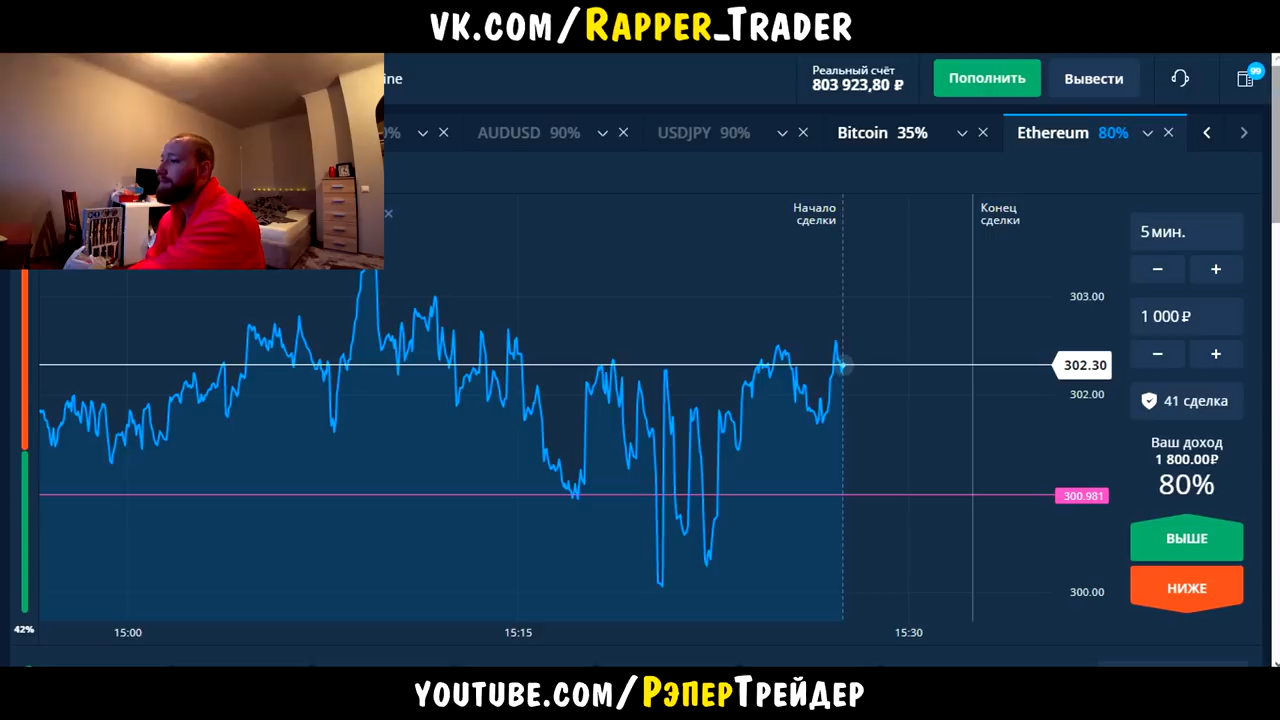 VK.COM/RAPPER_TRADER
ine
Реальный счёт
803 923,80 ₽
Пополнить
Вывести
99
0%
AUDUSD 90%
USDJPY 90%
Bitcoin 35%
Ethereum 80%
Начало
сделки
Конец
сделки
5 мин.
303.00
1 000 ₽
302.30
302.00
41 сделка
Ваш доход
1 800.00₽
80%
300.981
ВЫШЕ
НИЖЕ
300.00
42%
15:00
15:15
15:30
YOUTUBE.COM/РЭПЕРТРЕЙДЕР